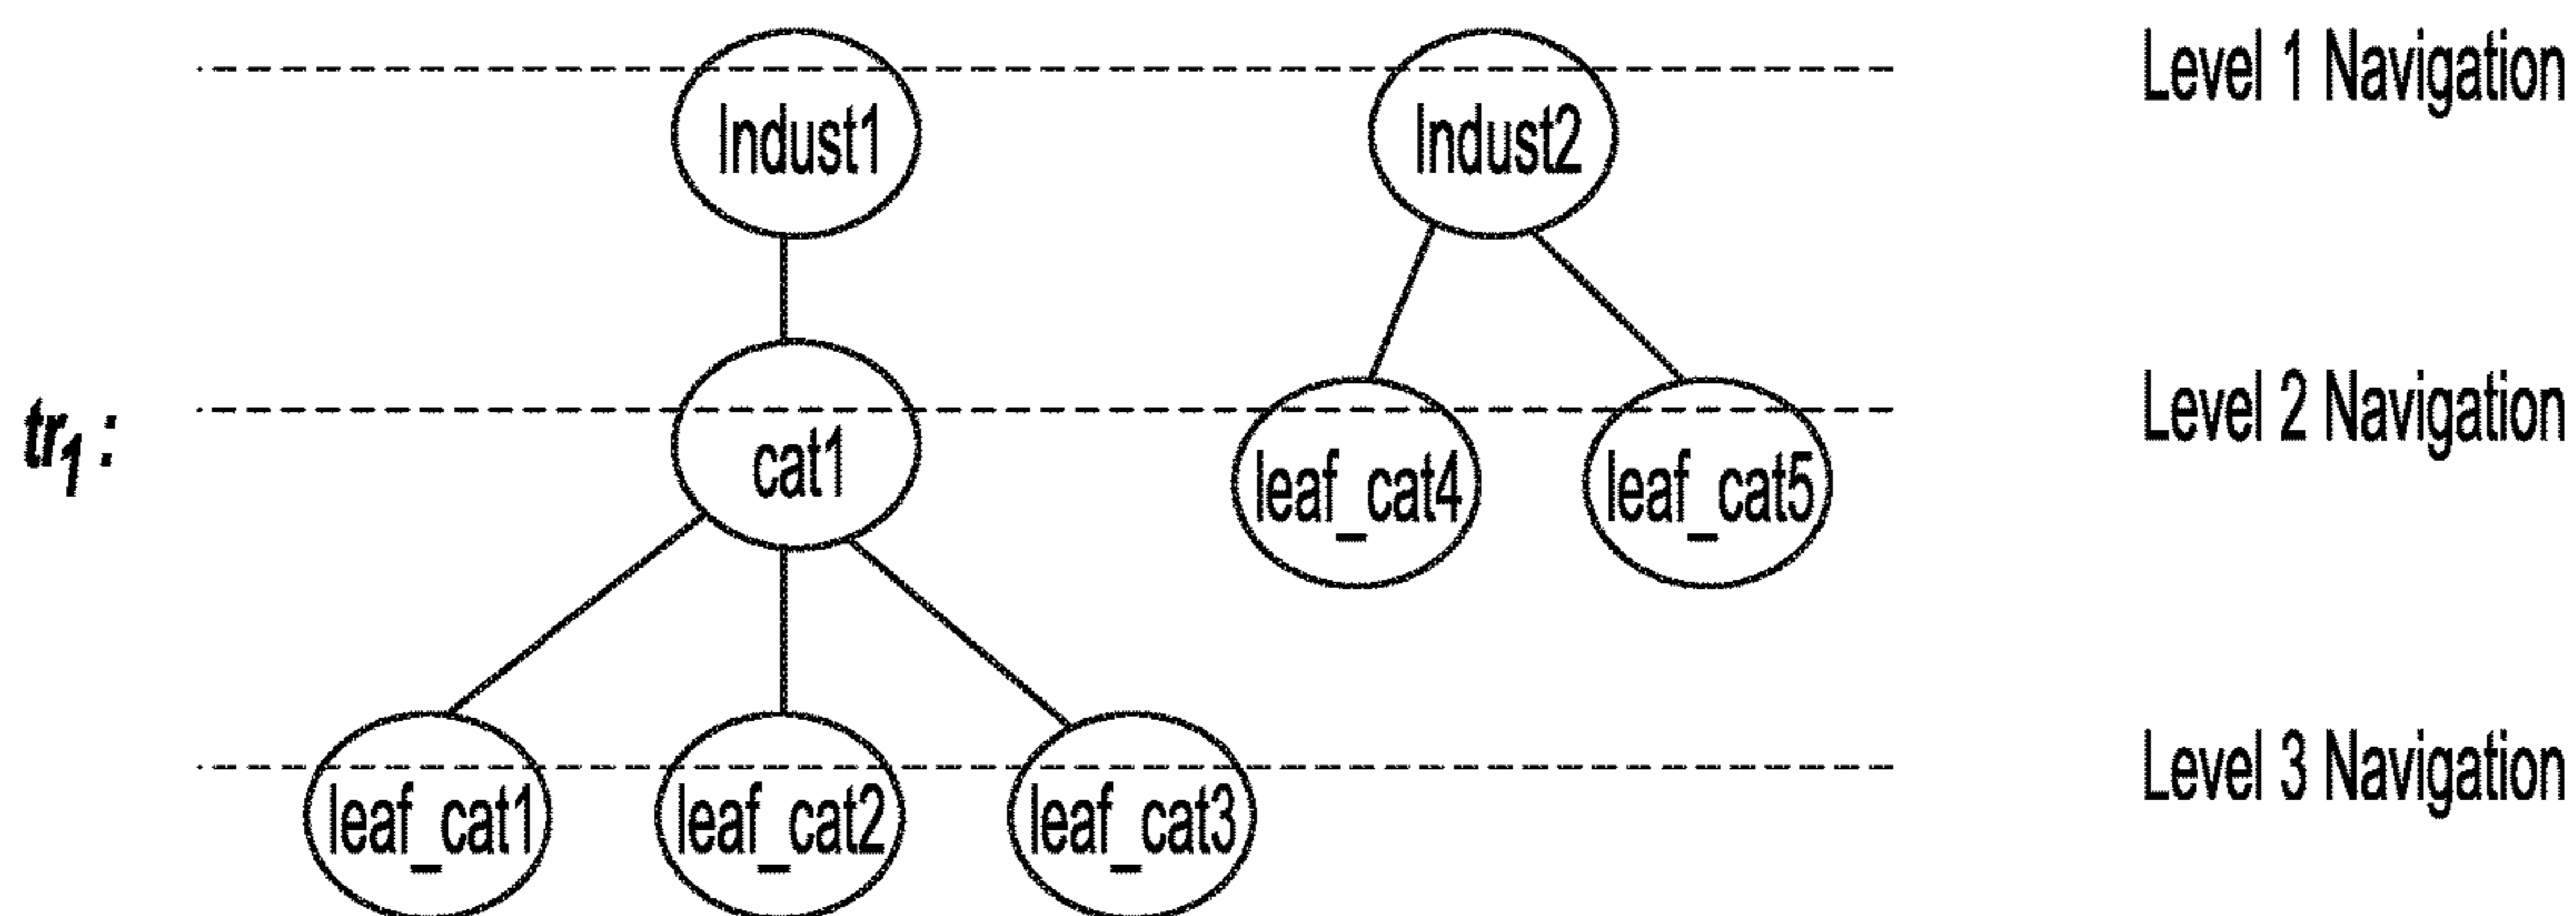 Indust1 Indust2 Level 1 Navigation
tr1 : cat1 leaf_cat4 leaf_cat5 Level 2 Navigation
leaf_cat1 leaf_cat2 leaf_cat3 Level 3 Navigation